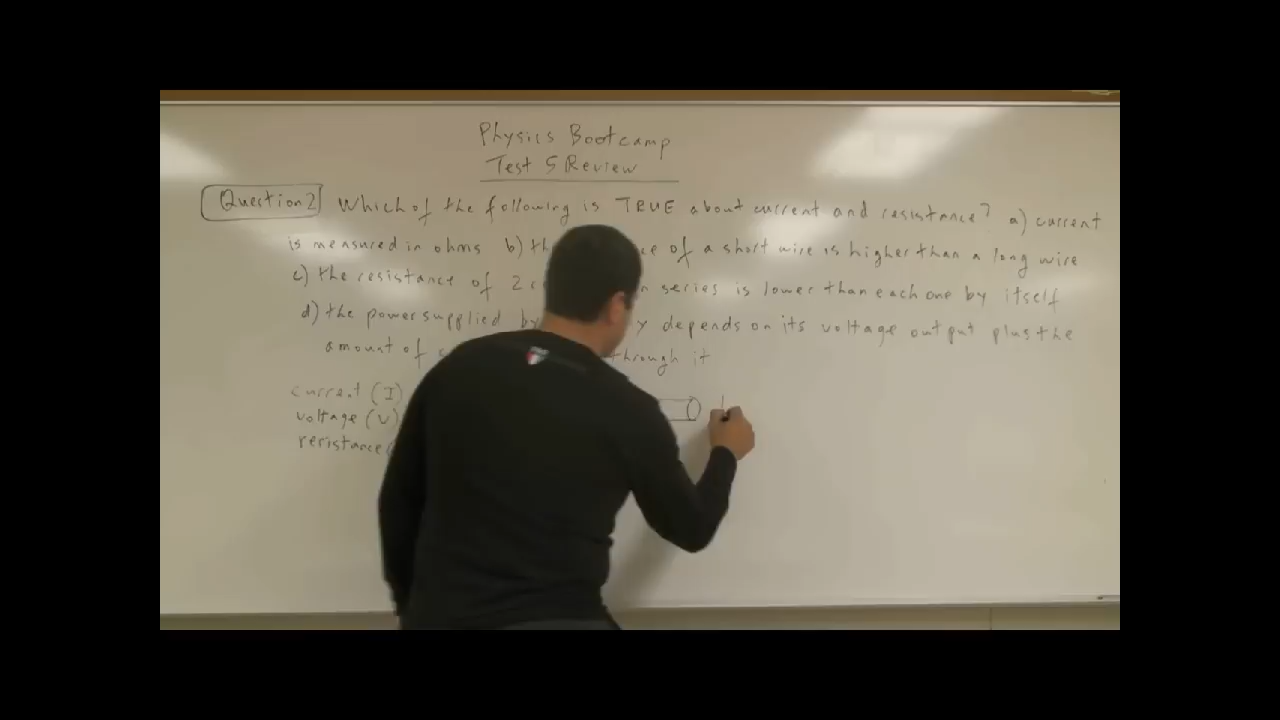 Physics Bootcamp
Test 5 Review
Question 2 Which of the following is TRUE about current and resistance? a) current
is measured in ohms b) of a short wire is higher than a long wire
c) the resistance of 2 series is lower than each one by itself
d) the power supplied by depends on its voltage output plus the
amount of through it
current (I)
voltage (V)
resistance